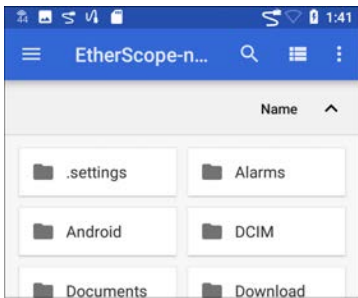 1:41
EtherScope-n...
Name
.settings Alarms
Android DCIM
Documents Download